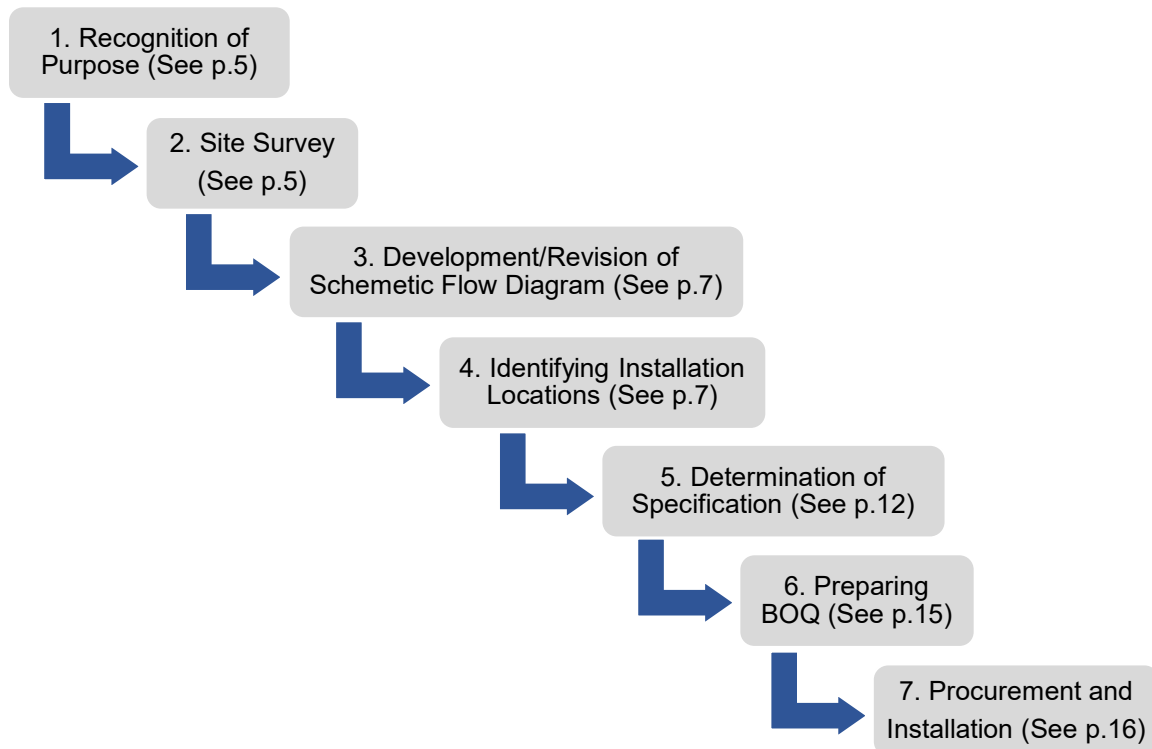 1. Recognition of
Purpose (See p.5)
2. Site Survey
(See p.5)
3. Development/Revision of
Schemetic Flow Diagram (See p.7)
4. Identifying Installation
Locations (See p.7)
5. Determination of
Specification (See p.12)
6. Preparing
BOQ (See p.15)
7. Procurement and
Installation (See p.16)